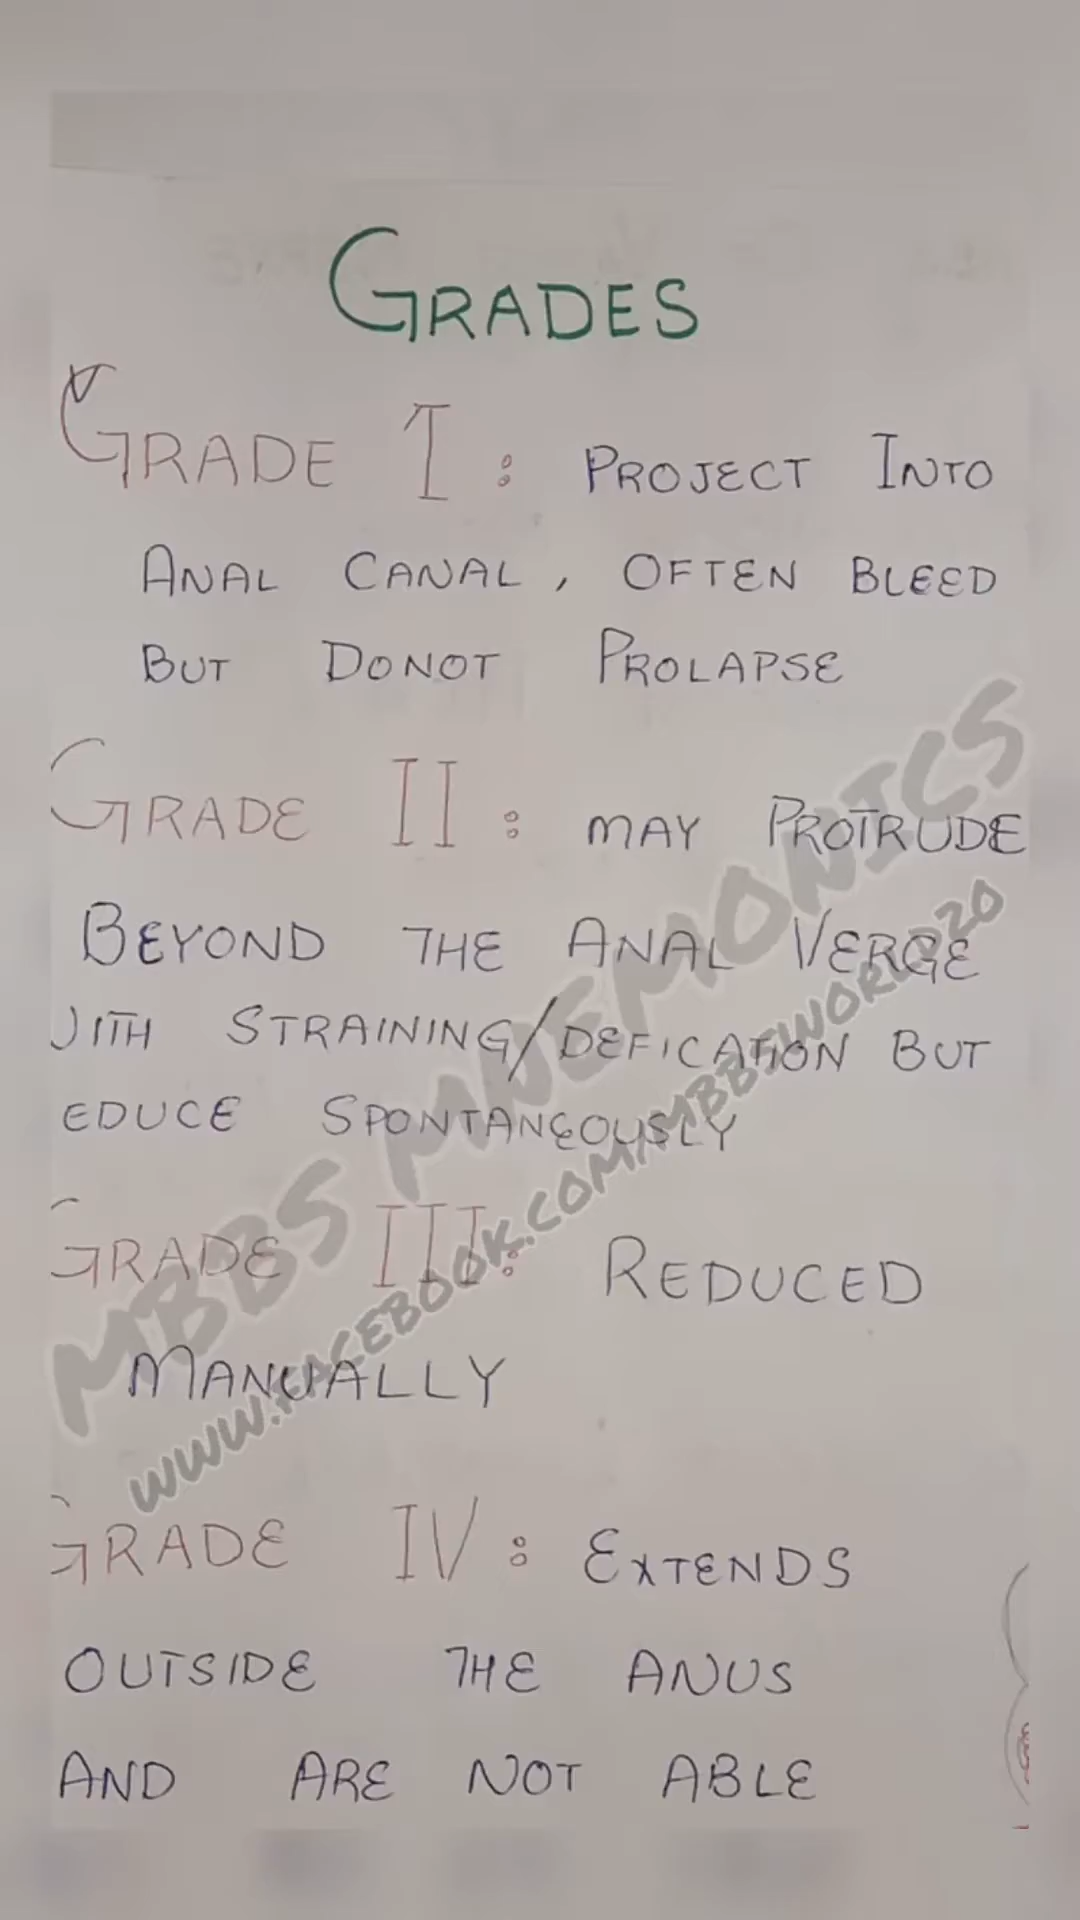 GRADES
GRADE I : PROJECT INTO
ANAL CANAL, OFTEN BLEED
BUT DONOT PROLAPSE
GRADE II : MAY PROTRUDE
BEYOND THE ANAL VERGE
WITH STRAINING/DEFICATION BUT
EDUCE SPONTANEOUSLY
GRADE III : REDUCED
MANUALLY
GRADE IV : EXTENDS
OUTSIDE THE ANUS
AND ARE NOT ABLE
MBBS MNEMONICS
WWW.FACEBOOK.COM/MBBSWORLD20